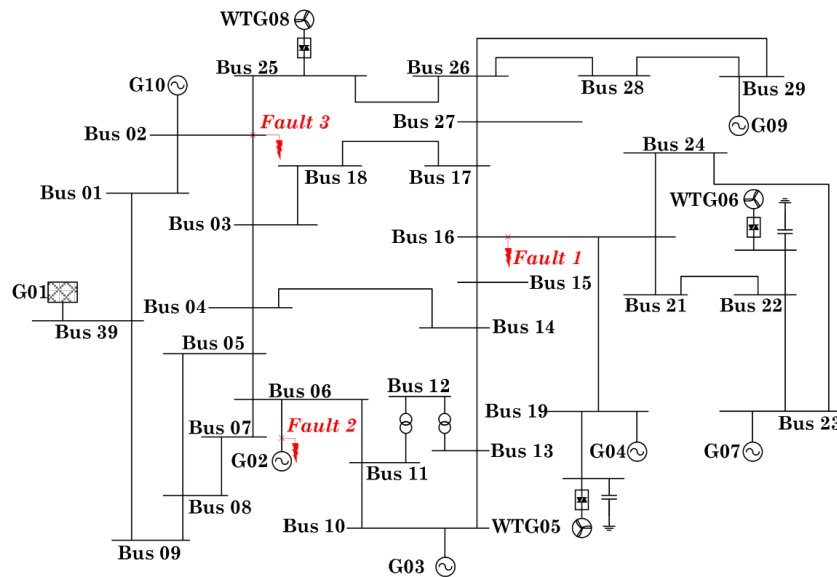 WTG08
Bus 25
Bus 26
G10
Bus 28
Bus 29
Fault 3
Bus 27
G09
Bus 02
Bus 24
Bus 18
Bus 17
Bus 01
WTG06
Bus 03
Bus 16
Fault 1
Bus 15
G01
Bus 04
Bus 21
Bus 22
Bus 39
Bus 14
Bus 05
Bus 06
Bus 12
Bus 19
Bus 07
Fault 2
Bus 23
G02
Bus 13
G04
G07
Bus 11
Bus 08
Bus 10
WTG05
Bus 09
G03